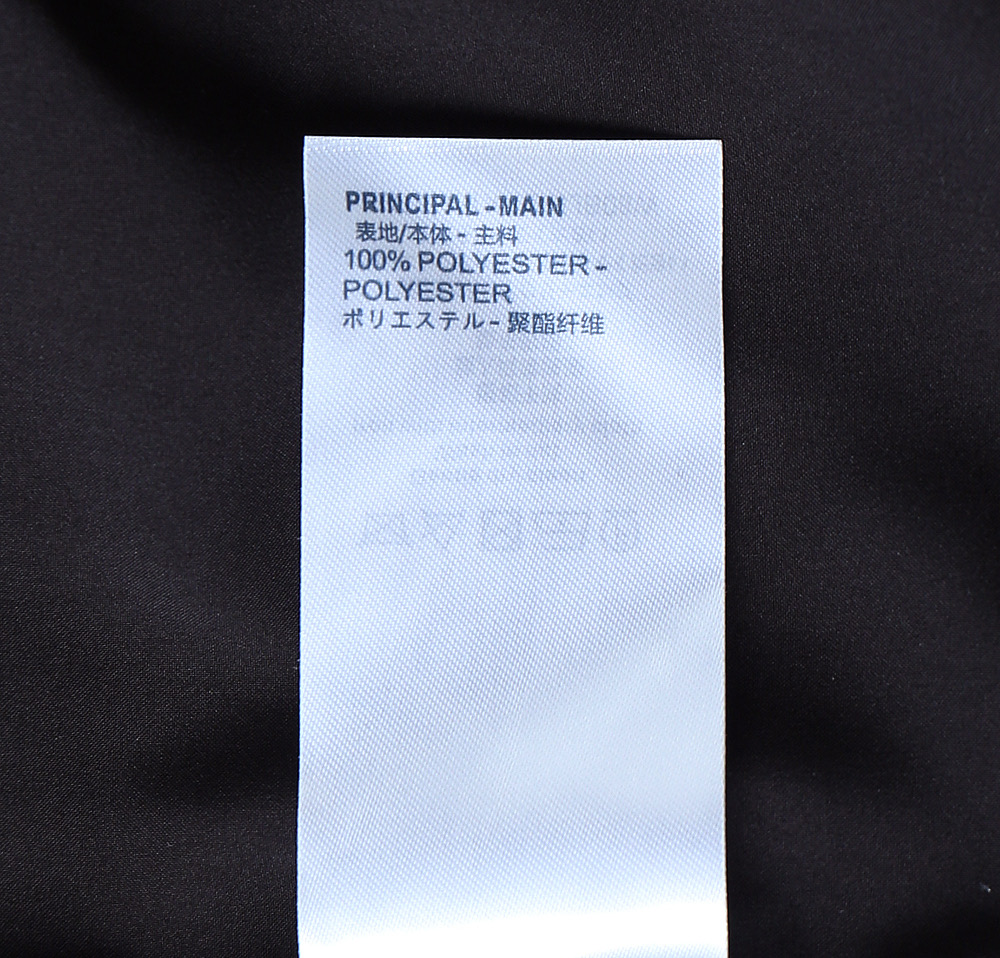 PRINCIPAL - MAIN
表地/本体 - 主料
100% POLYESTER -
POLYESTER
ポリエステル - 聚酯纤维